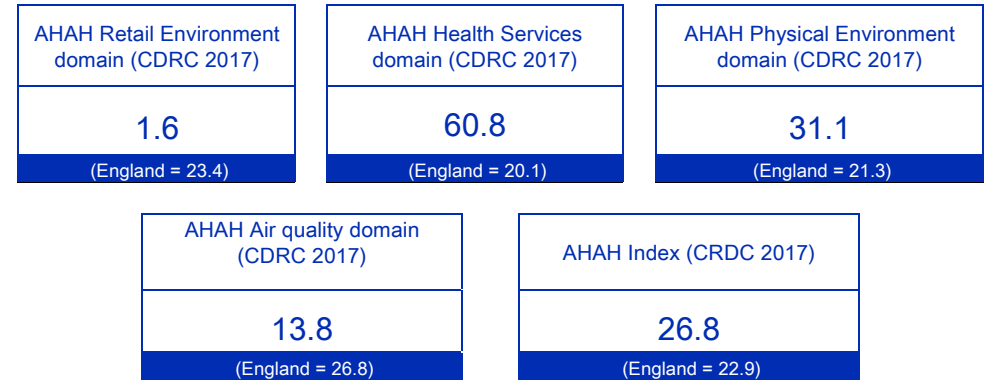 AHAH Retail Environment
domain (CDRC 2017)
1.6
(England = 23.4)
AHAH Health Services
domain (CDRC 2017)
60.8
(England = 20.1)
AHAH Physical Environment
domain (CDRC 2017)
31.1
(England = 21.3)
AHAH Air quality domain
(CDRC 2017)
13.8
(England = 26.8)
AHAH Index (CRDC 2017)
26.8
(England = 22.9)